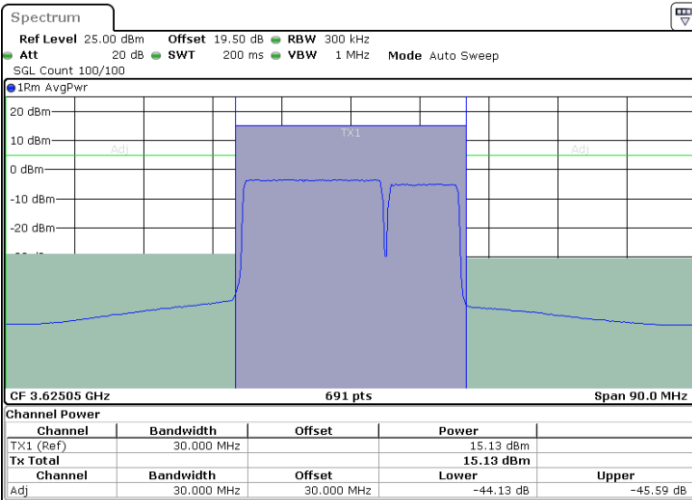 Spectrum
Ref Level 25.00 dBm Offset 19.50 dB RBW 300 kHz
Att 20 dB SWT 200 ms VBW 1 MHz Mode Auto Sweep
SGL Count 100/100
1Rm AvgPwr
20 dBm
TX1
10 dBm
Adj Adj
0 dBm
-10 dBm
-20 dBm
CF 3.62505 GHz 691 pts Span 90.0 MHz
Channel Power
Channel Bandwidth Offset Power
TX1 (Ref) 30.000 MHz 15.13 dBm
Tx Total 15.13 dBm
Channel Bandwidth Offset Lower Upper
Adj 30.000 MHz 30.000 MHz -44.13 dB -45.59 dB